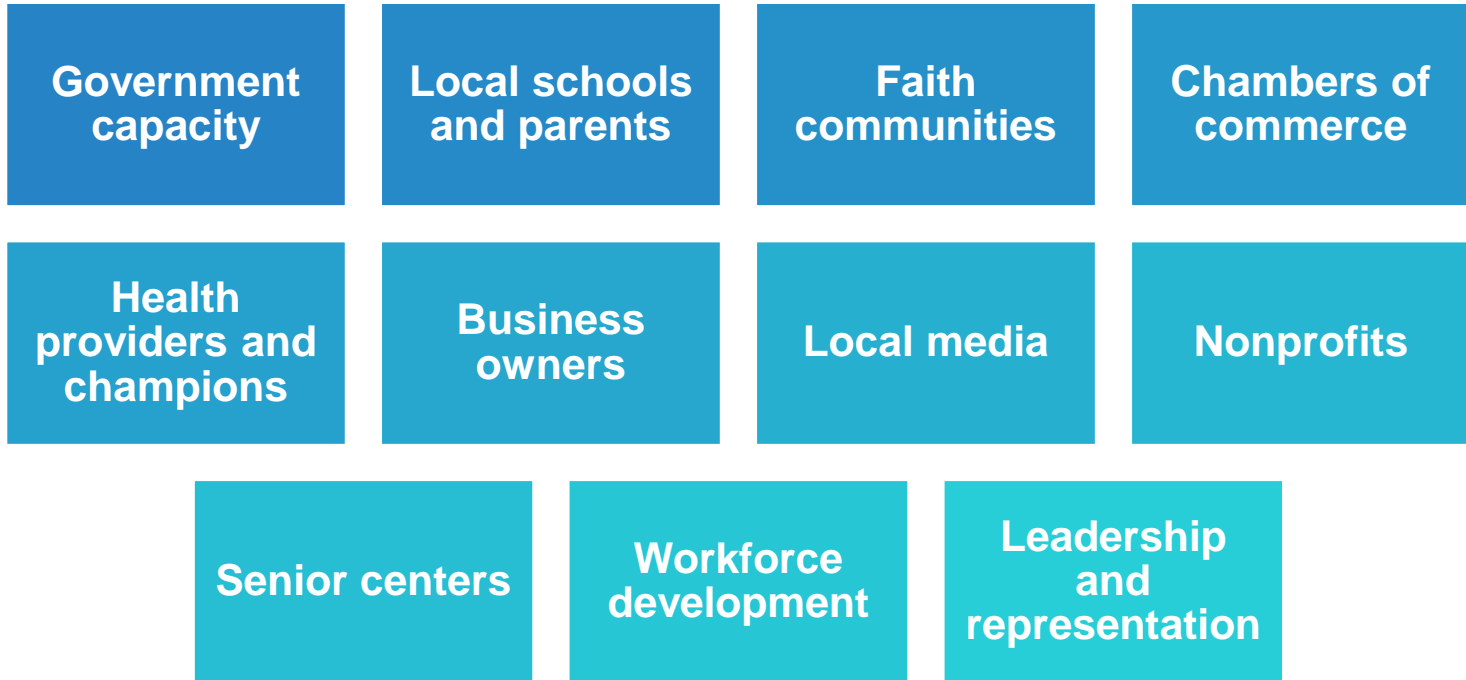 Government
capacity
Local schools
and parents
Faith
communities
Chambers of
commerce
Health
providers and
champions
Business
owners
Local media
Nonprofits
Senior centers
Workforce
development
Leadership
and
representation